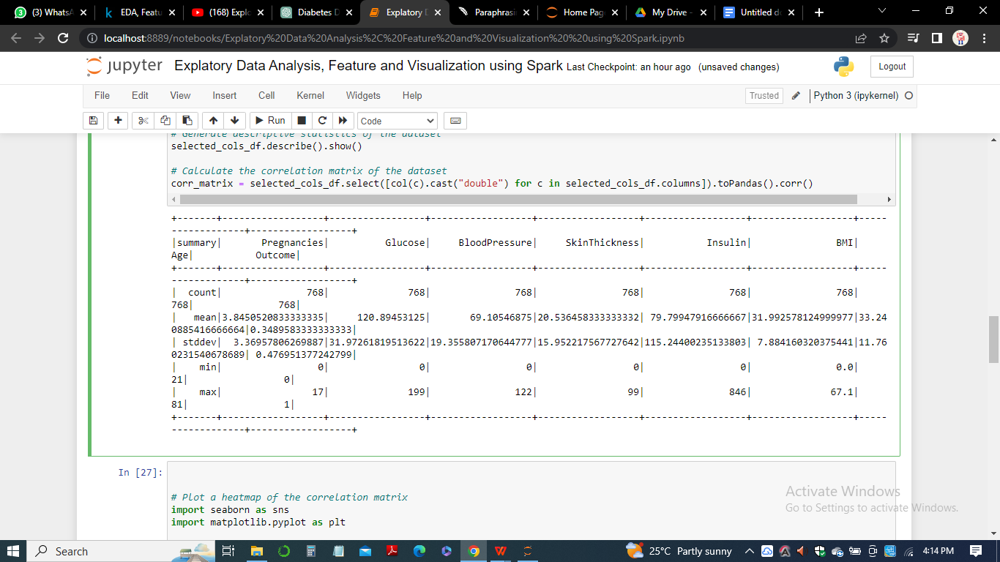 (3) WhatsA
EDA, Featu
(168) Explo
Diabetes D
Explatory D
Paraphrasi
Home Pag
My Drive -
Untitled d
localhost:8889/notebooks/Explatory%20Data%20Analysis%2C%20Feature%20and%20Visualization%20%20using%20Spark.ipynb
jupyter Explatory Data Analysis, Feature and Visualization using Spark Last Checkpoint: an hour ago (unsaved changes)
Logout
File Edit View Insert Cell Kernel Widgets Help
Trusted
Python 3 (ipykernel)
Run
Code
# Generate descriptive statistics of the dataset
selected_cols_df.describe().show()
# Calculate the correlation matrix of the dataset
corr_matrix = selected_cols_df.select([col(c).cast("double") for c in selected_cols_df.columns]).toPandas().corr()
+-------+------------------+-----------------+------------------+------------------+------------------+------------------+-----
-------------+------------------+
|summary|       Pregnancies|          Glucose|     BloodPressure|     SkinThickness|           Insulin|               BMI|
Age|           Outcome|
+-------+------------------+-----------------+------------------+------------------+------------------+------------------+-----
-------------+------------------+
|  count|               768|              768|               768|               768|               768|               768|
768|               768|
|   mean|3.8450520833333335|     120.89453125|       69.10546875|20.536458333333332| 79.79947916666667|31.992578124999977|33.24
0885416666664|0.3489583333333333|
| stddev|  3.36957806269887|31.97261819513622|19.355807170644777|15.952217567727642|115.24400235133803| 7.884160320375441|11.76
0231540678689| 0.476951377242799|
|    min|                 0|                0|                 0|                 0|                 0|               0.0|
21|                 0|
|    max|                17|              199|               122|                99|               846|              67.1|
81|                 1|
+-------+------------------+-----------------+------------------+------------------+------------------+------------------+-----
-------------+------------------+
In [27]:
# Plot a heatmap of the correlation matrix
import seaborn as sns
import matplotlib.pyplot as plt
Activate Windows
Go to Settings to activate Windows.
Search
25°C Partly sunny
4:14 PM